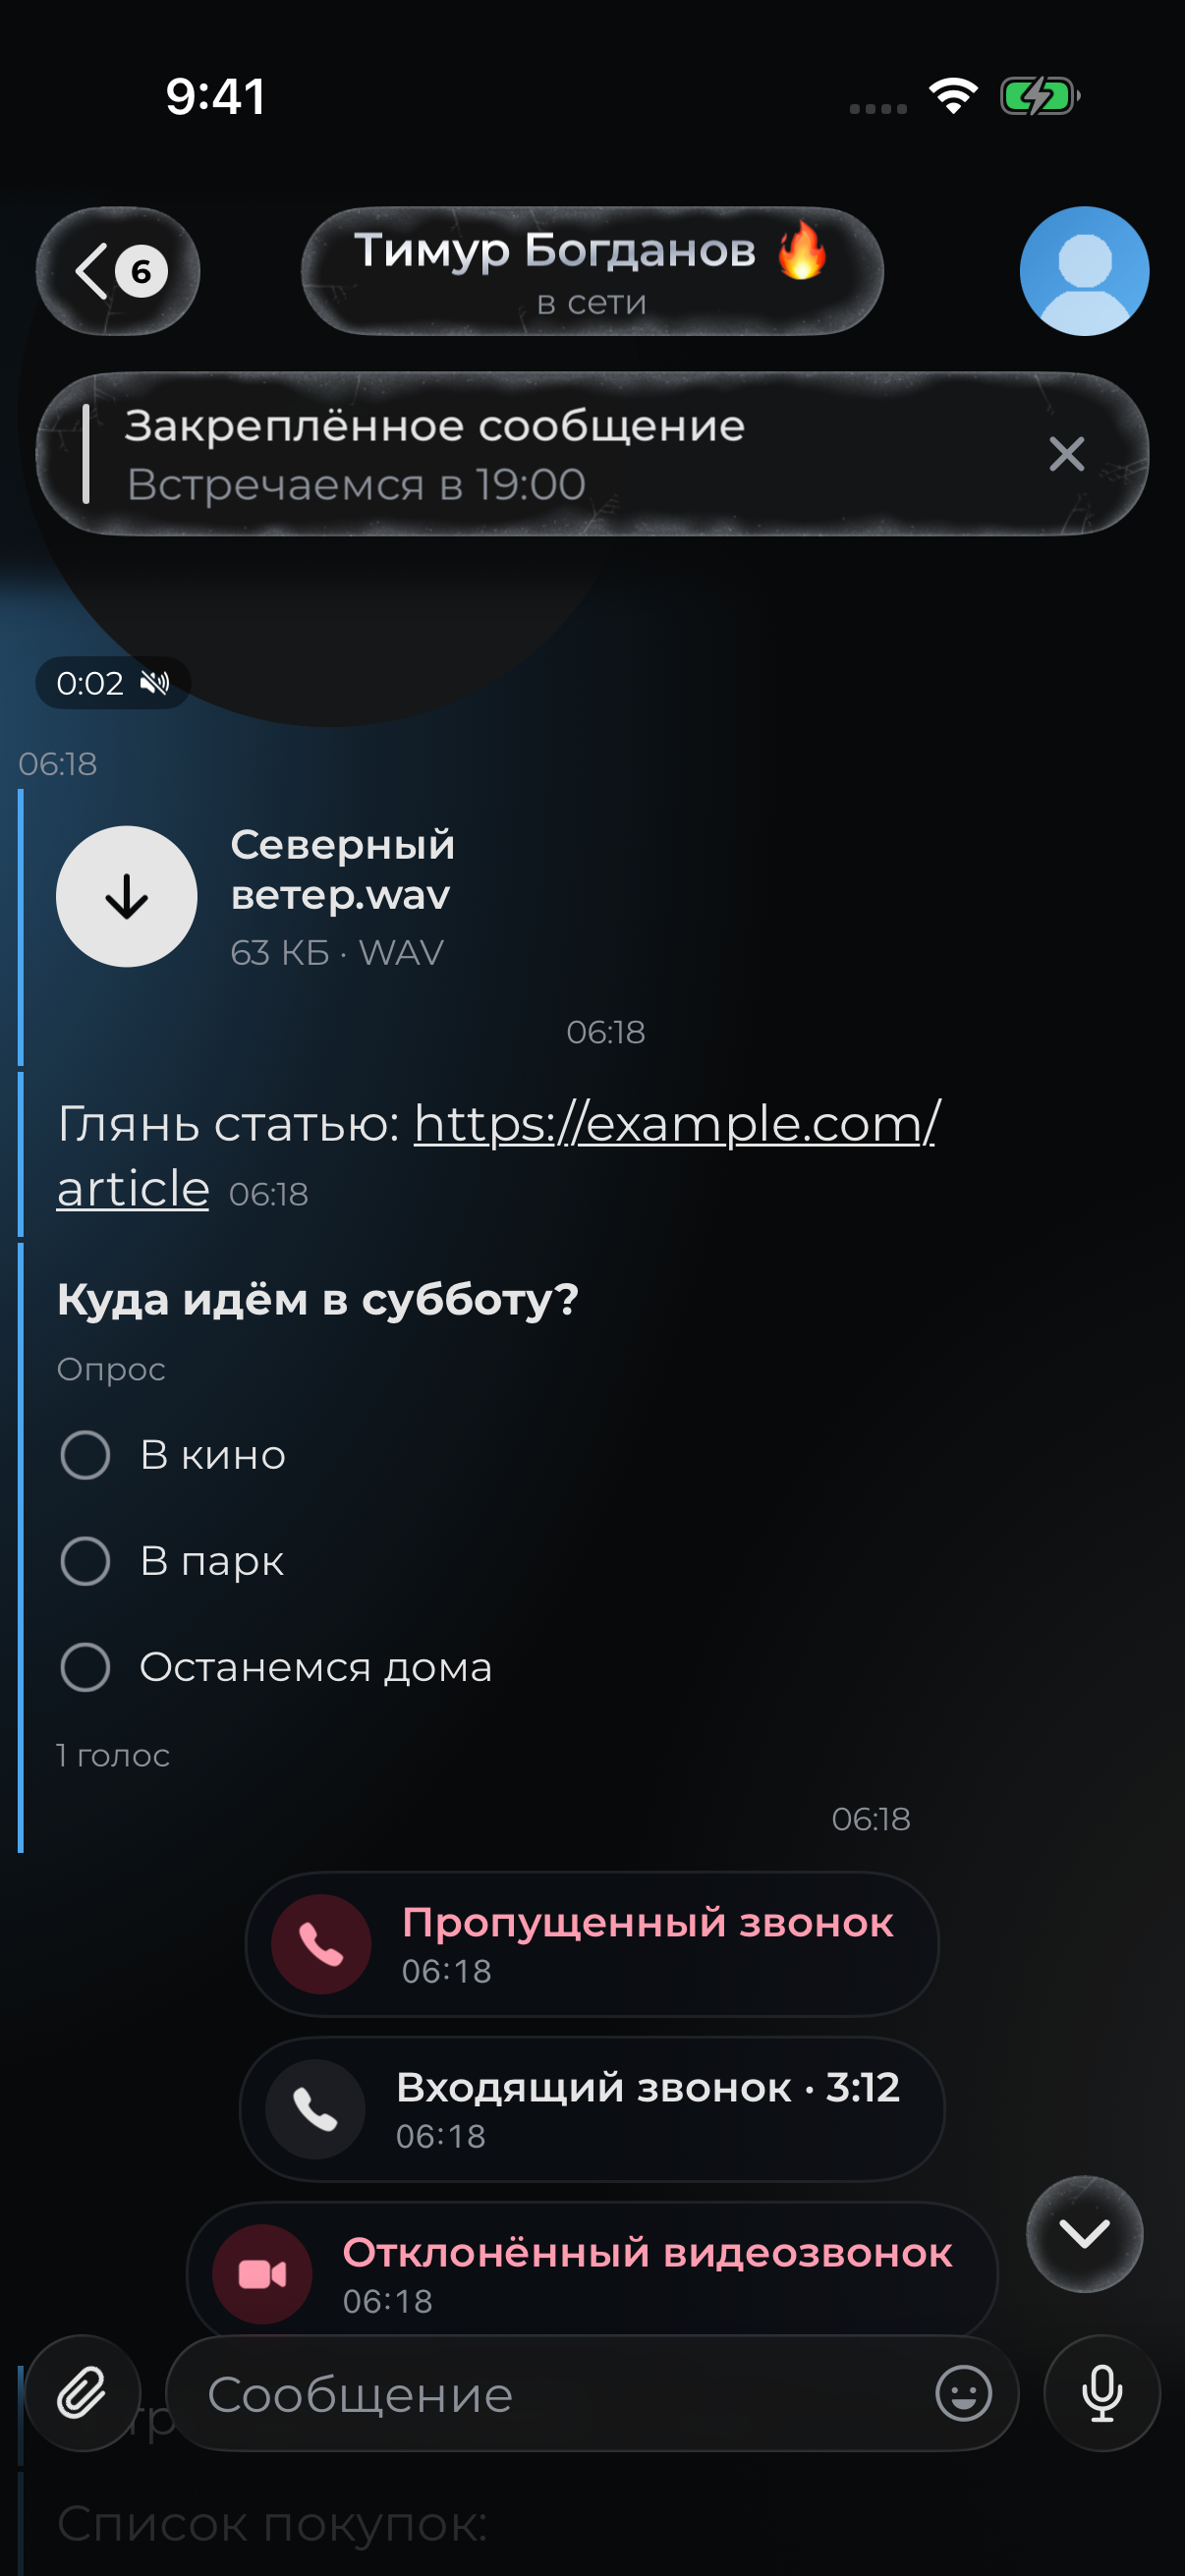 9:41
6
Тимур Богданов 🔥
в сети
Закреплённое сообщение
Встречаемся в 19:00
0:02
06:18
Северный
ветер.wav
63 КБ · WAV
06:18
Глянь статью: https://example.com/
article 06:18
Куда идём в субботу?
Опрос
В кино
В парк
Останемся дома
1 голос
06:18
Пропущенный звонок
06:18
Входящий звонок · 3:12
06:18
Отклонённый видеозвонок
06:18
Сообщение
Список покупок: